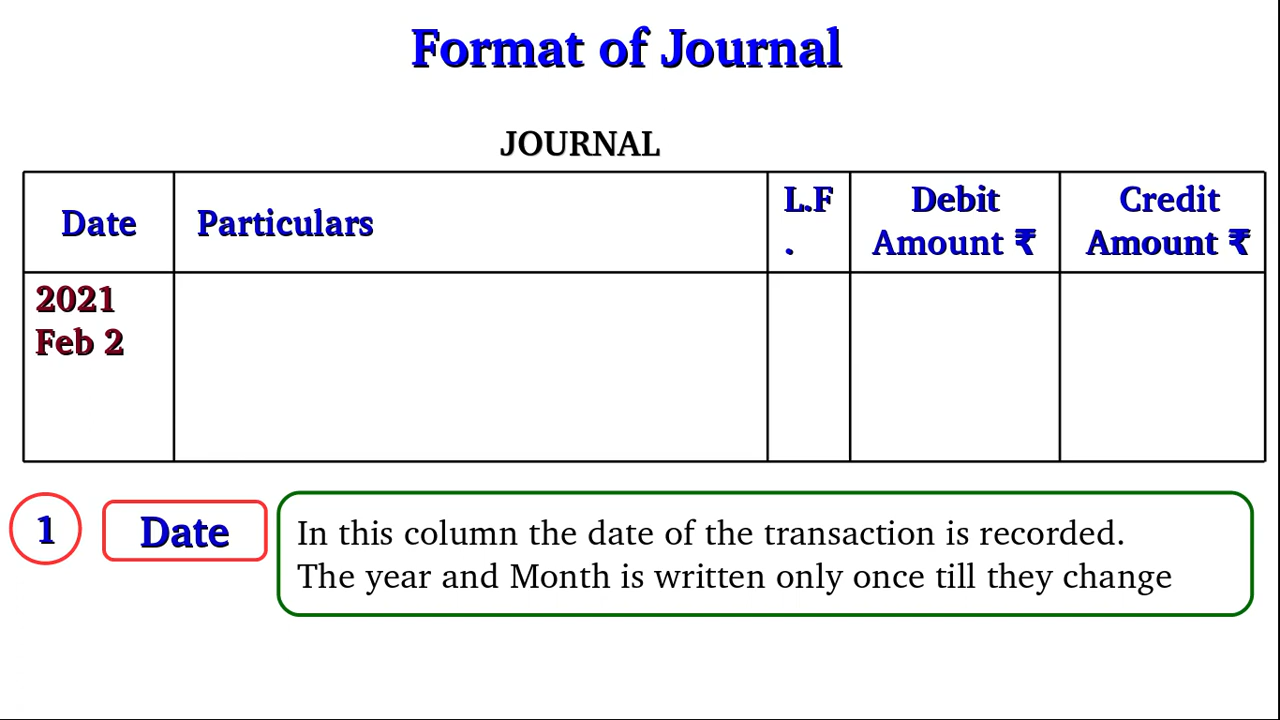 Format of Journal
JOURNAL
Date Particulars L.F. Debit Amount ₹ Credit Amount ₹
2021
Feb 2
1 Date
In this column the date of the transaction is recorded.
The year and Month is written only once till they change